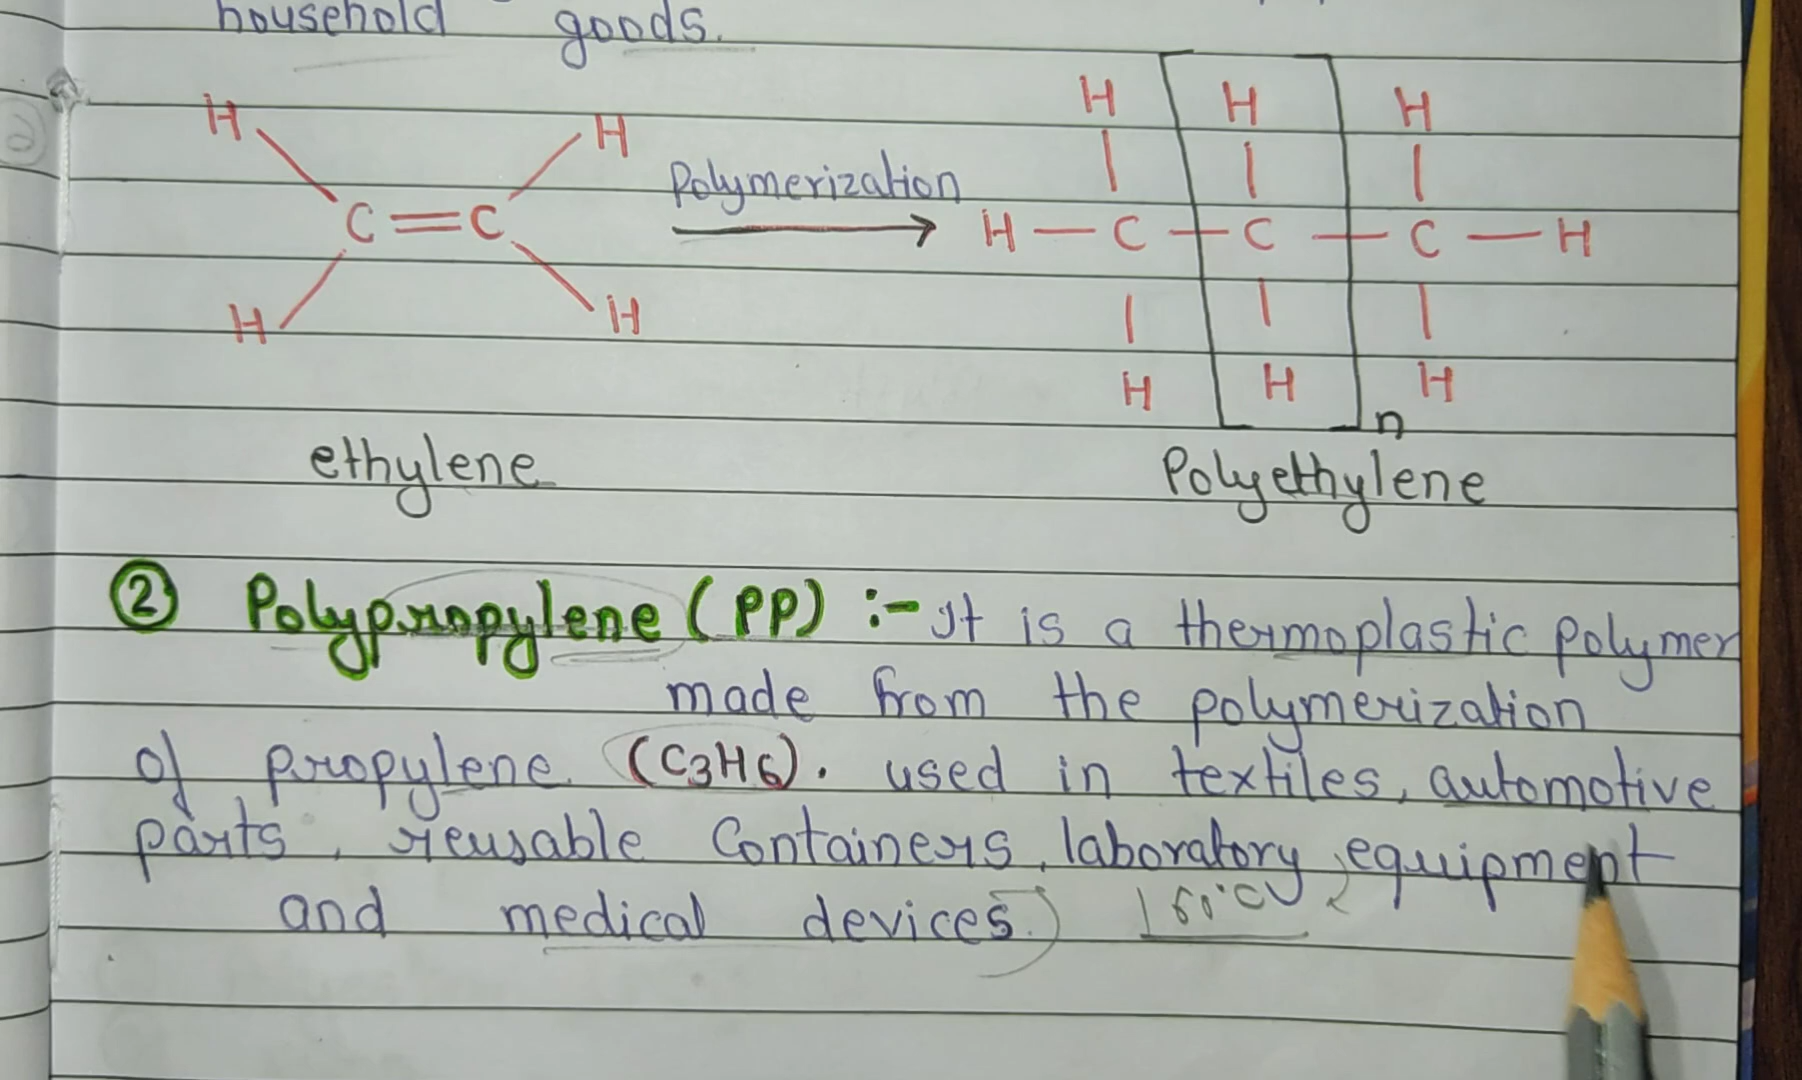 household goods.
H H H H H
Polymerization
C=C H-C-C-C-H
H H H H H
n
ethylene Polyethylene
② Polypropylene (PP) :- It is a thermoplastic polymer
made from the polymerization
of propylene (C3H6). used in textiles, automotive
parts, reusable Containers, laboratory equipment
and medical devices. 160°C